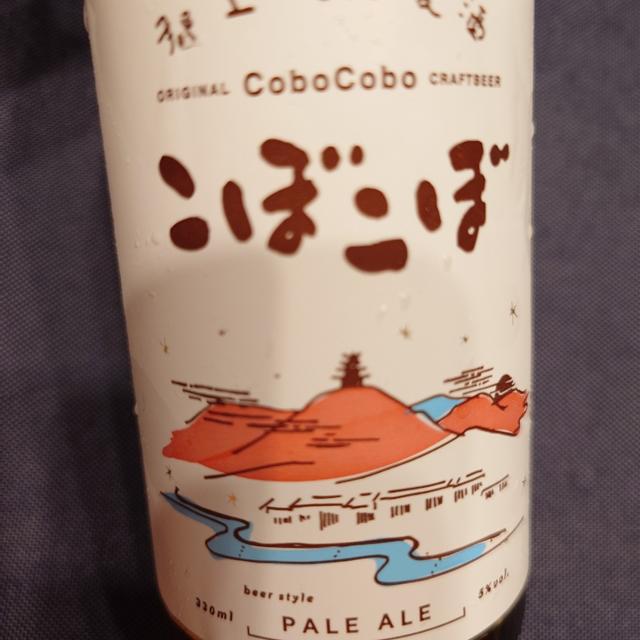 ORIGINAL CoboCobo CRAFTBEER
こぼこぼ
beer style
330ml PALE ALE 5%vol.